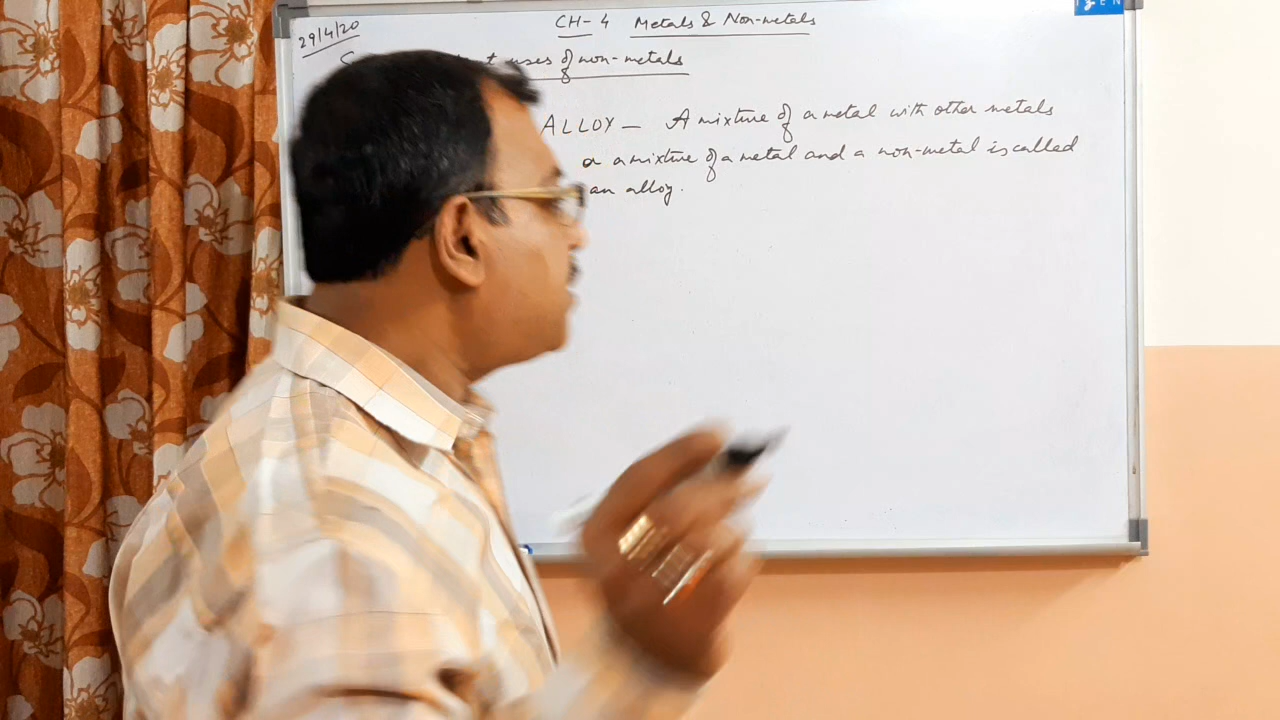 29/4/20
CH-4 Metals & Non-metals
uses of non-metals
ALLOY - A mixture of a metal with other metals
or a mixture of a metal and a non-metal is called
an alloy.